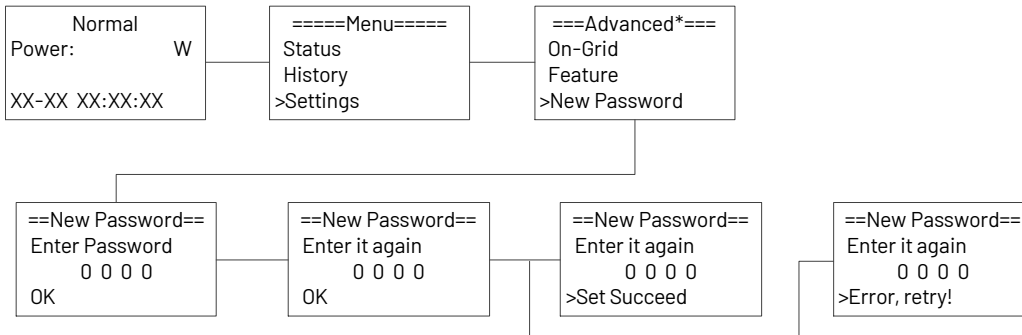 Normal
Power: W
XX-XX XX:XX:XX
=====Menu=====
Status
History
>Settings
===Advanced*===
On-Grid
Feature
>New Password
==New Password==
Enter Password
0 0 0 0
OK
==New Password==
Enter it again
0 0 0 0
OK
==New Password==
Enter it again
0 0 0 0
>Set Succeed
==New Password==
Enter it again
0 0 0 0
>Error, retry!